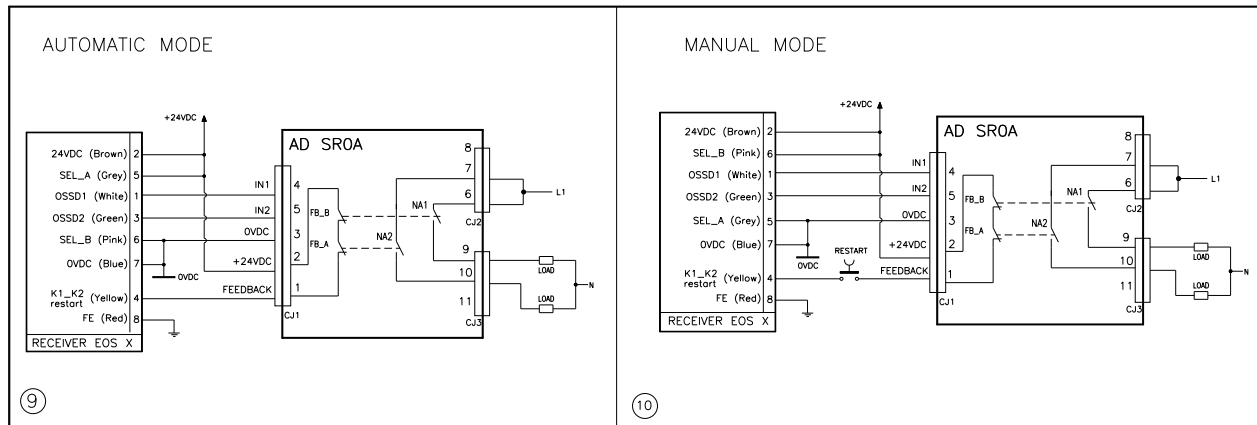 AUTOMATIC MODE
+24VDC
24VDC (Brown) 2
SEL_A (Grey) 5
OSSD1 (White) 1
OSSD2 (Green) 3
SEL_B (Pink) 6
0VDC (Blue) 7
K1_K2 restart (Yellow) 4
FE (Red) 8
RECEIVER EOS X
0VDC
IN1
IN2
0VDC
+24VDC
FEEDBACK
AD SR0A
4
5
3
2
1
CJ1
FB_B
FB_A
NA1
NA2
8
7
6
CJ2
L1
9
10
11
CJ3
LOAD
LOAD
N
9
MANUAL MODE
+24VDC
24VDC (Brown) 2
SEL_B (Pink) 6
OSSD1 (White) 1
OSSD2 (Green) 3
SEL_A (Grey) 5
0VDC (Blue) 7
K1_K2 restart (Yellow) 4
FE (Red) 8
RECEIVER EOS X
0VDC
RESTART
IN1
IN2
0VDC
+24VDC
FEEDBACK
AD SR0A
4
5
3
2
1
CJ1
FB_B
FB_A
NA1
NA2
8
7
6
CJ2
L1
9
10
11
CJ3
LOAD
LOAD
N
10